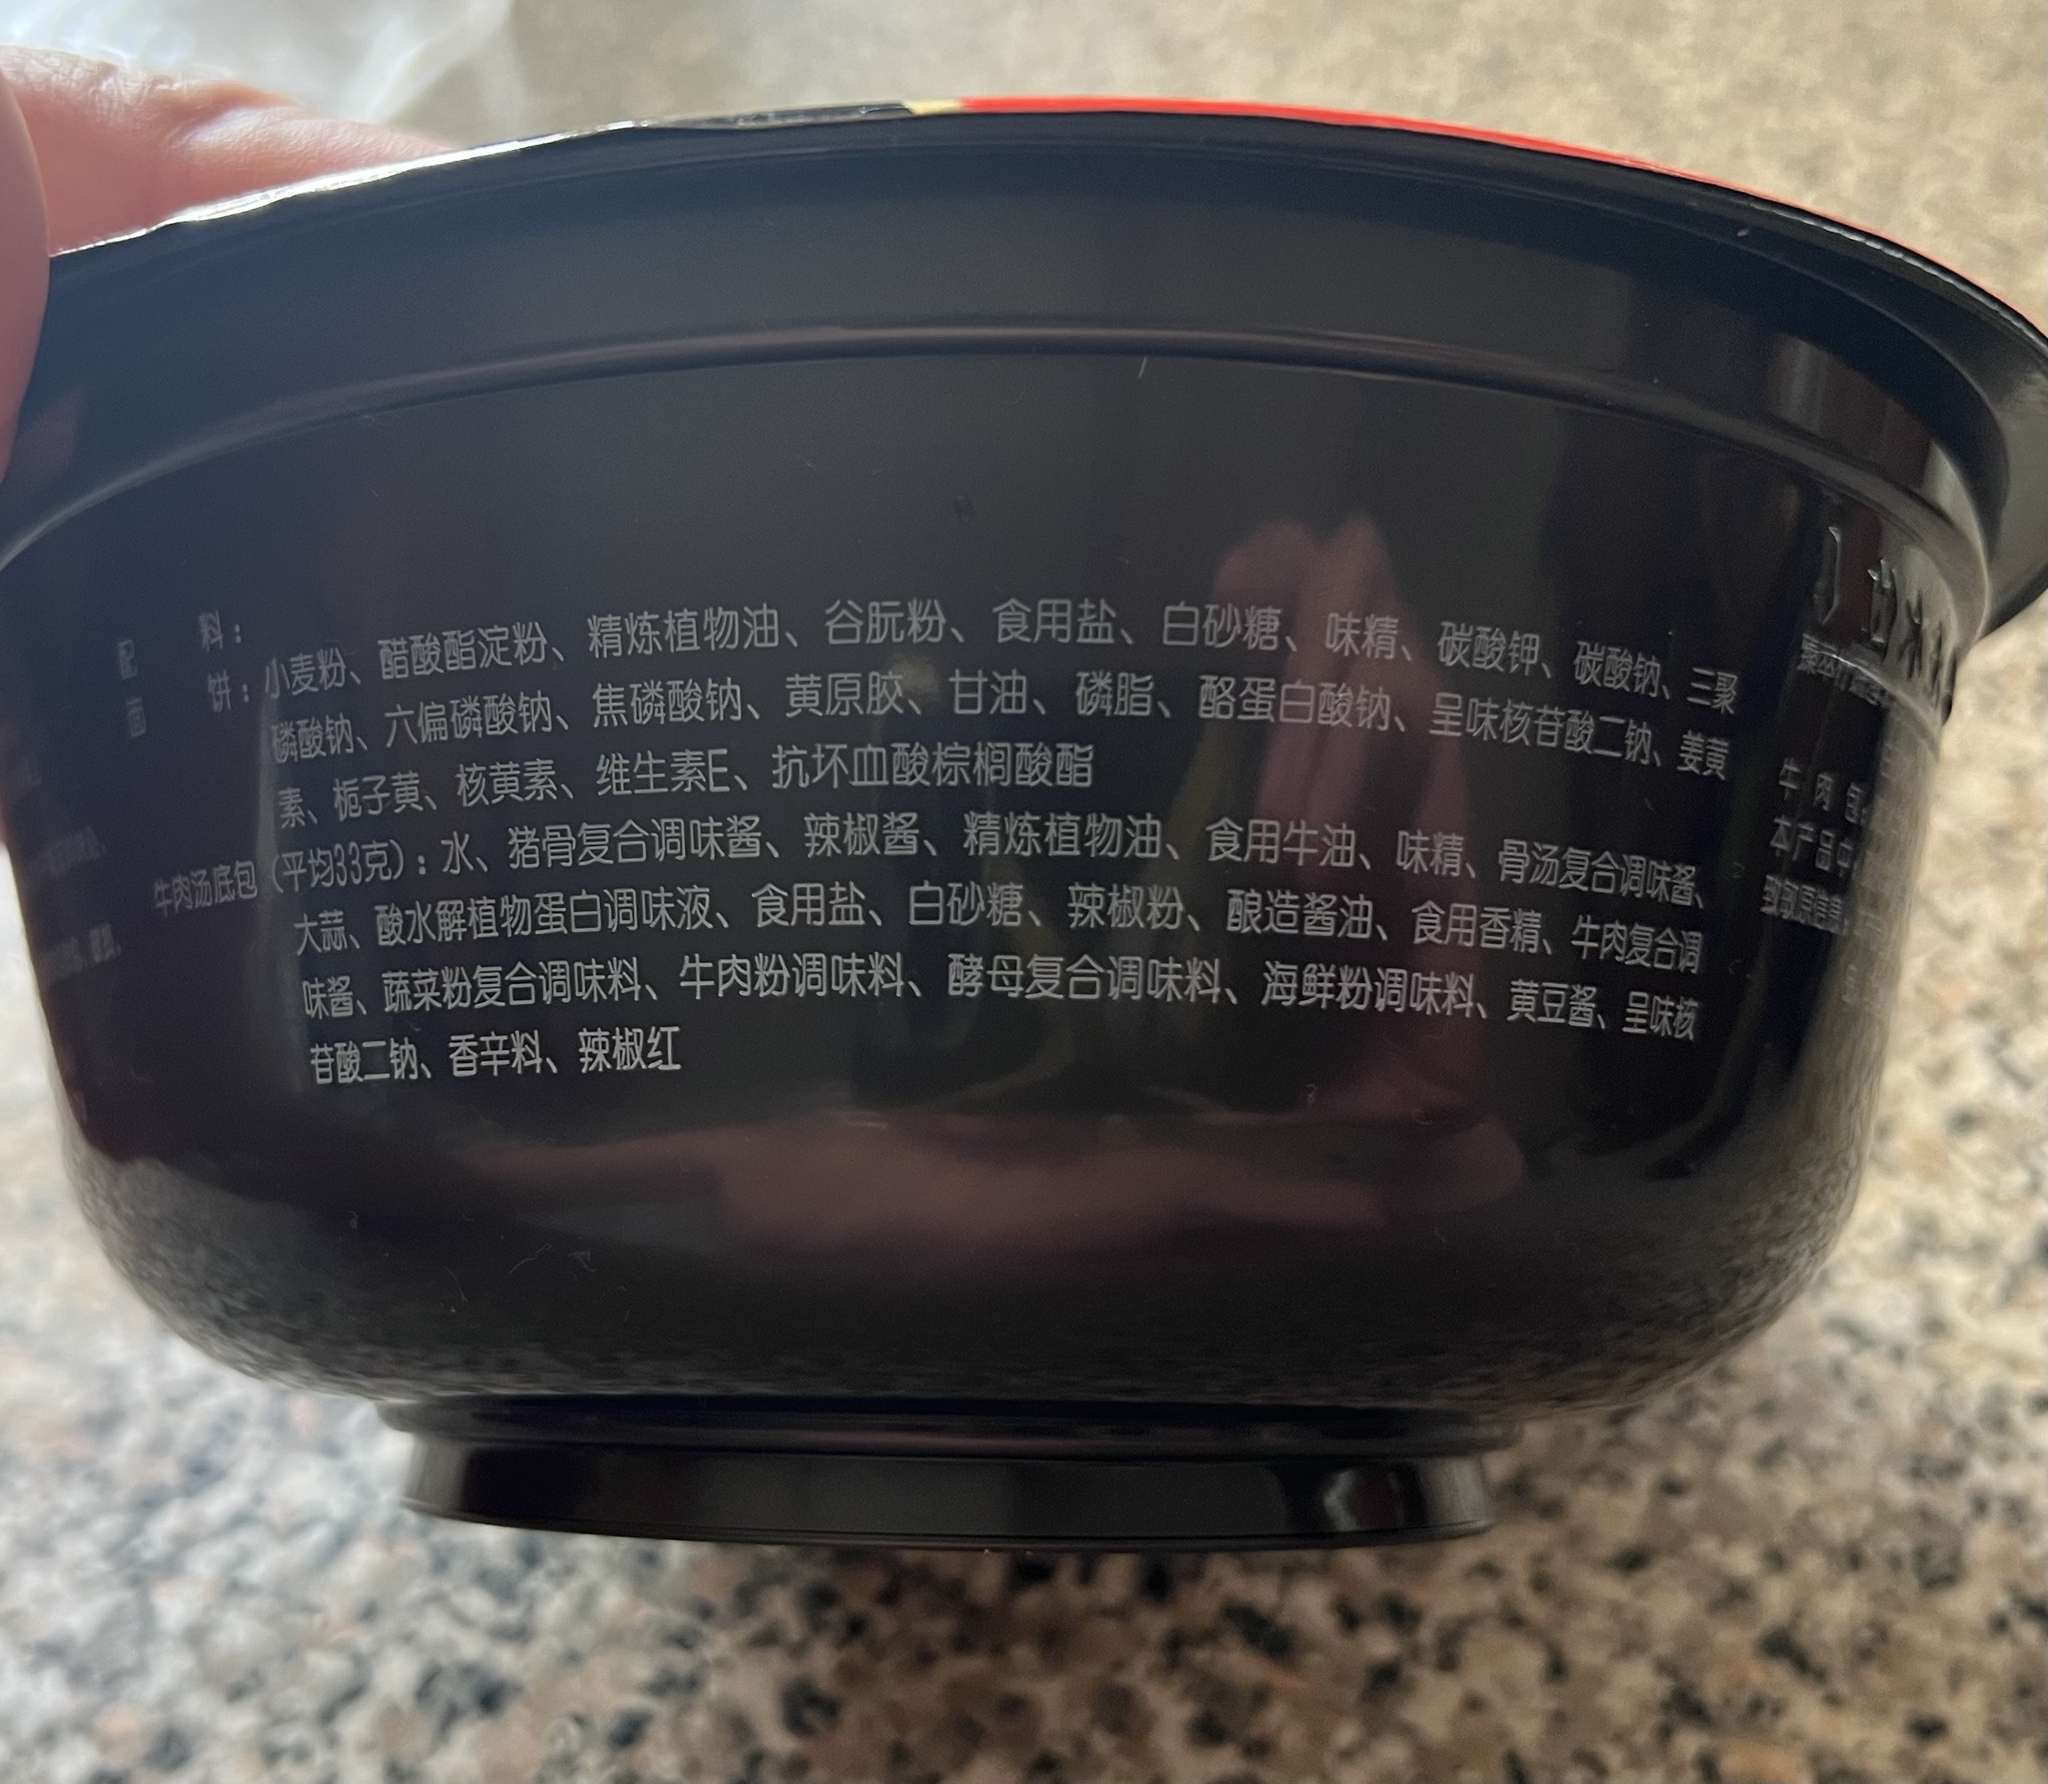 配 料：
面 饼：小麦粉、醋酸酯淀粉、精炼植物油、谷朊粉、食用盐、白砂糖、味精、碳酸钾、碳酸钠、三聚
磷酸钠、六偏磷酸钠、焦磷酸钠、黄原胶、甘油、磷脂、酪蛋白酸钠、呈味核苷酸二钠、姜黄
素、栀子黄、核黄素、维生素E、抗坏血酸棕榈酸酯
牛肉汤底包（平均33克）：水、猪骨复合调味酱、辣椒酱、精炼植物油、食用牛油、味精、骨汤复合调味酱、
大蒜、酸水解植物蛋白调味液、食用盐、白砂糖、辣椒粉、酿造酱油、食用香精、牛肉复合调
味酱、蔬菜粉复合调味料、牛肉粉调味料、酵母复合调味料、海鲜粉调味料、黄豆酱、呈味核
苷酸二钠、香辛料、辣椒红
牛 肉 包
本产品中